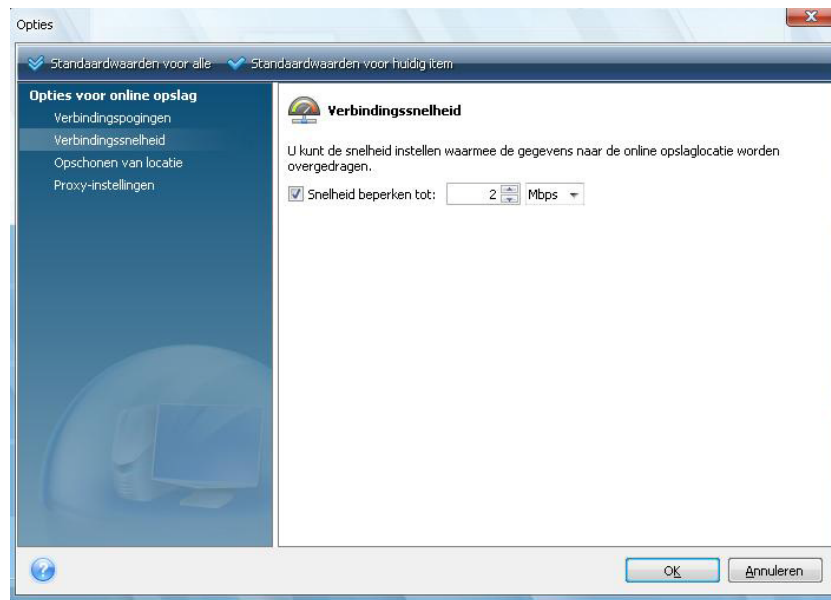 Opties
Standaardwaarden voor alle Standaardwaarden voor huidig item
Opties voor online opslag
Verbindingspogingen
Verbindingssnelheid
Opschonen van locatie
Proxy-instellingen
Verbindingssnelheid
U kunt de snelheid instellen waarmee de gegevens naar de online opslaglocatie worden
overgedragen.
Snelheid beperken tot: 2 Mbps
OK Annuleren